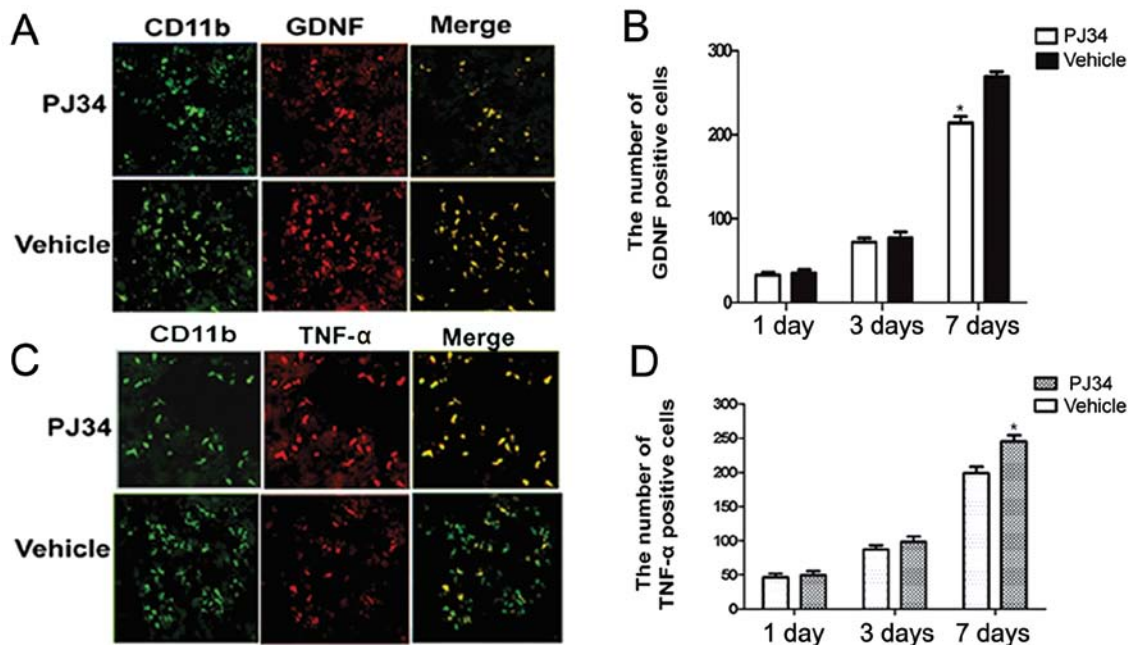 A
CD11b GDNF Merge
PJ34
Vehicle
B
PJ34
Vehicle
The number of
GDNF positive cells
300
200
100
0
1 day 3 days 7 days
*
C
CD11b TNF-α Merge
PJ34
Vehicle
D
PJ34
Vehicle
The number of
TNF-α positive cells
300
250
200
150
100
50
0
1 day 3 days 7 days
*